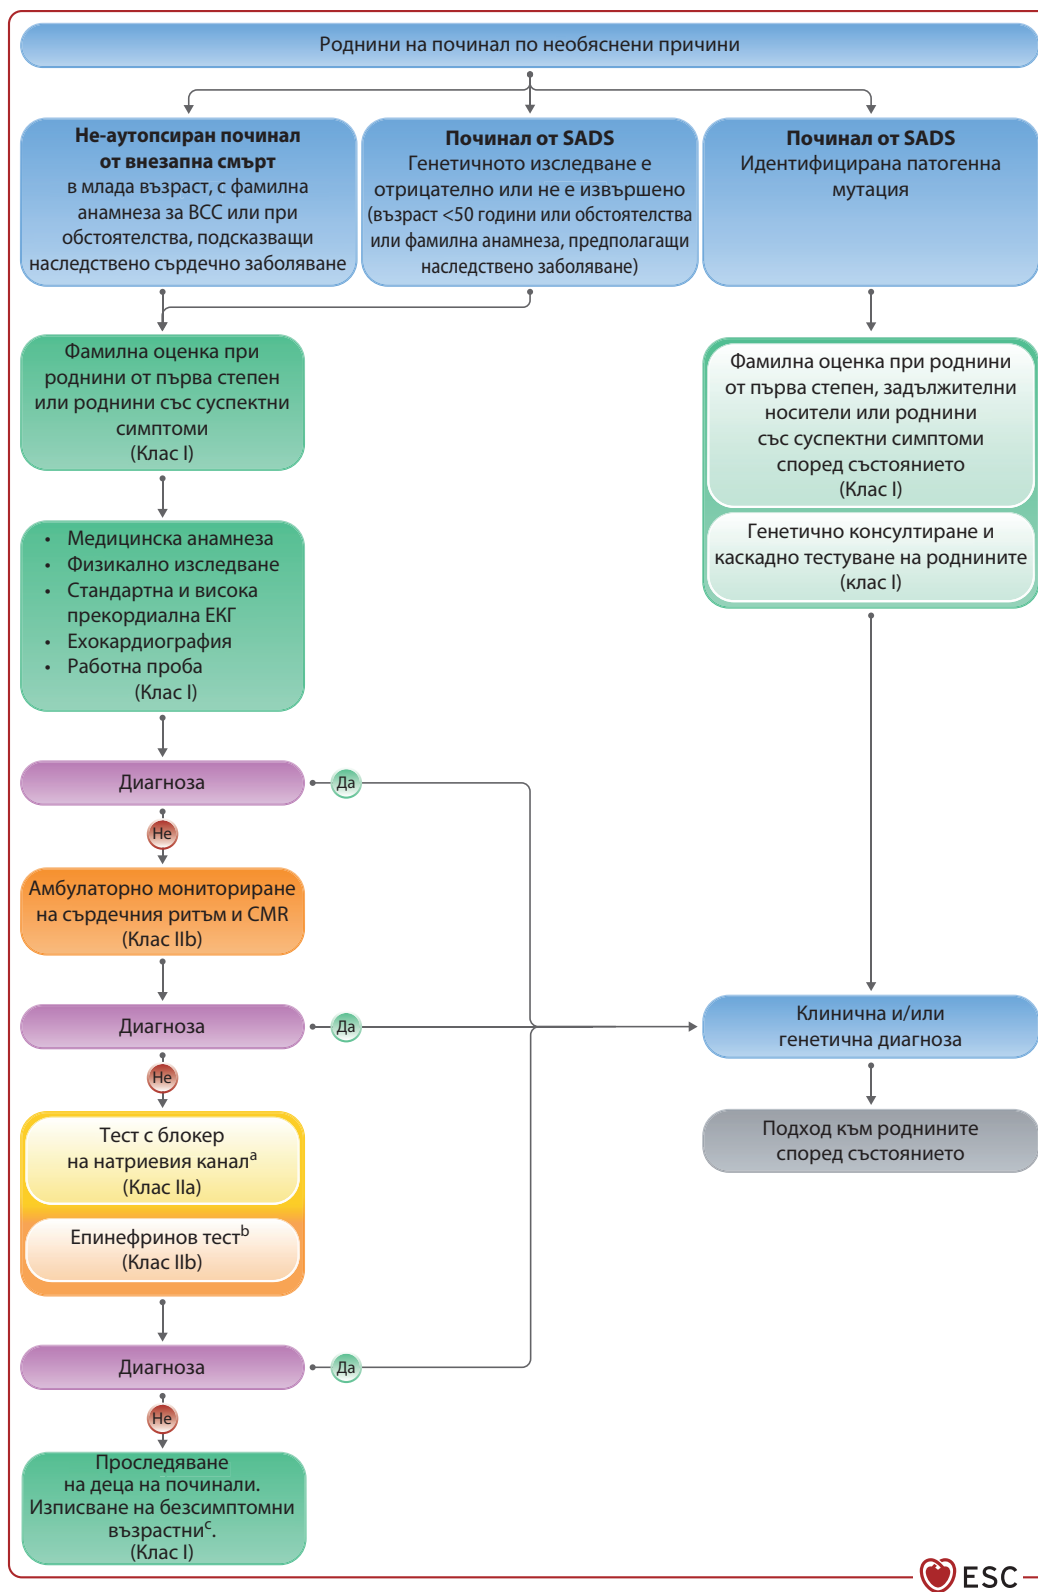 Роднини на починал по необяснени причини
Не-аутопсиран починал
от внезапна смърт
в млада възраст, с фамилна
анамнеза за ВСС или при
обстоятелства, подсказващи
наследствено сърдечно заболяване
Починал от SADS
Генетичното изследване е
отрицателно или не е извършено
(възраст <50 години или обстоятелства
или фамилна анамнеза, предполагащи
наследствено заболяване)
Починал от SADS
Идентифицирана патогенна
мутация
Фамилна оценка при
роднини от първа степен
или роднини със суспектни
симптоми
(Клас I)
Фамилна оценка при роднини
от първа степен, задължителни
носители или роднини
със суспектни симптоми
според състоянието
(Клас I)
Генетично консултиране и
каскадно тестуване на роднините
(клас I)
• Медицинска анамнеза
• Физикално изследване
• Стандартна и висока
прекордиална ЕКГ
• Ехокардиография
• Работна проба
(Клас I)
Диагноза
Да
Не
Амбулаторно мониториране
на сърдечния ритъм и CMR
(Клас IIb)
Диагноза
Да
Клинична и/или
генетична диагноза
Не
Тест с блокер
на натриевия каналᵃ
(Клас IIa)
Подход към роднините
според състоянието
Епинефринов тестᵇ
(Клас IIb)
Диагноза
Да
Не
Проследяване
на деца на починали.
Изписване на безсимптомни
възрастниᶜ.
(Клас I)
ESC